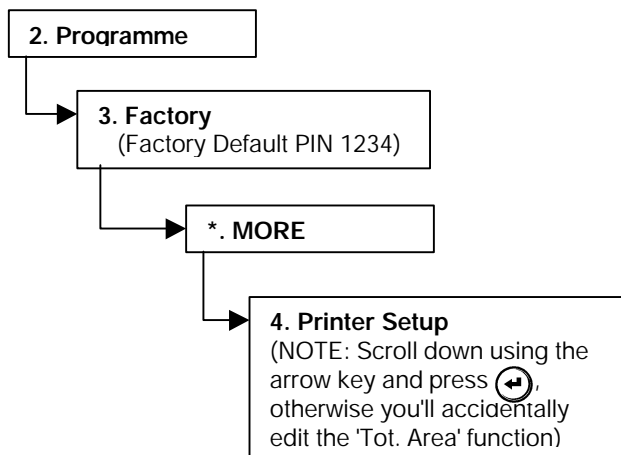 2. Programme
3. Factory
(Factory Default PIN 1234)
*. MORE
4. Printer Setup
(NOTE: Scroll down using the
arrow key and press ↵,
otherwise you'll accidentally
edit the 'Tot. Area' function)